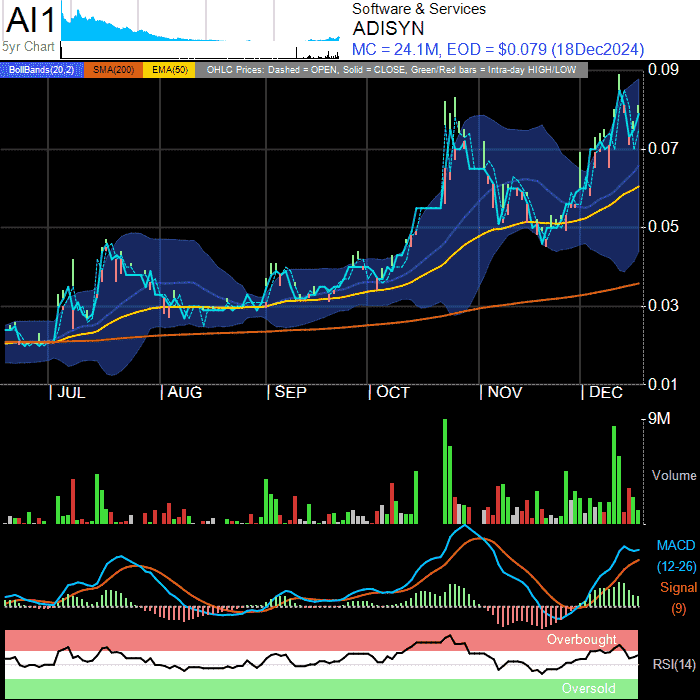 AI1
5yr Chart
Software & Services
ADISYN
MC = 24.1M, EOD = $0.079 (18Dec2024)
BollBands(20,2) SMA(200) EMA(50) OHLC Prices: Dashed = OPEN, Solid = CLOSE, Green/Red bars = Intra-day HIGH/LOW
0.09
0.07
0.05
0.03
0.01
JUL AUG SEP OCT NOV DEC
9M
Volume
MACD
(12-26)
Signal
(9)
Overbought
RSI(14)
Oversold